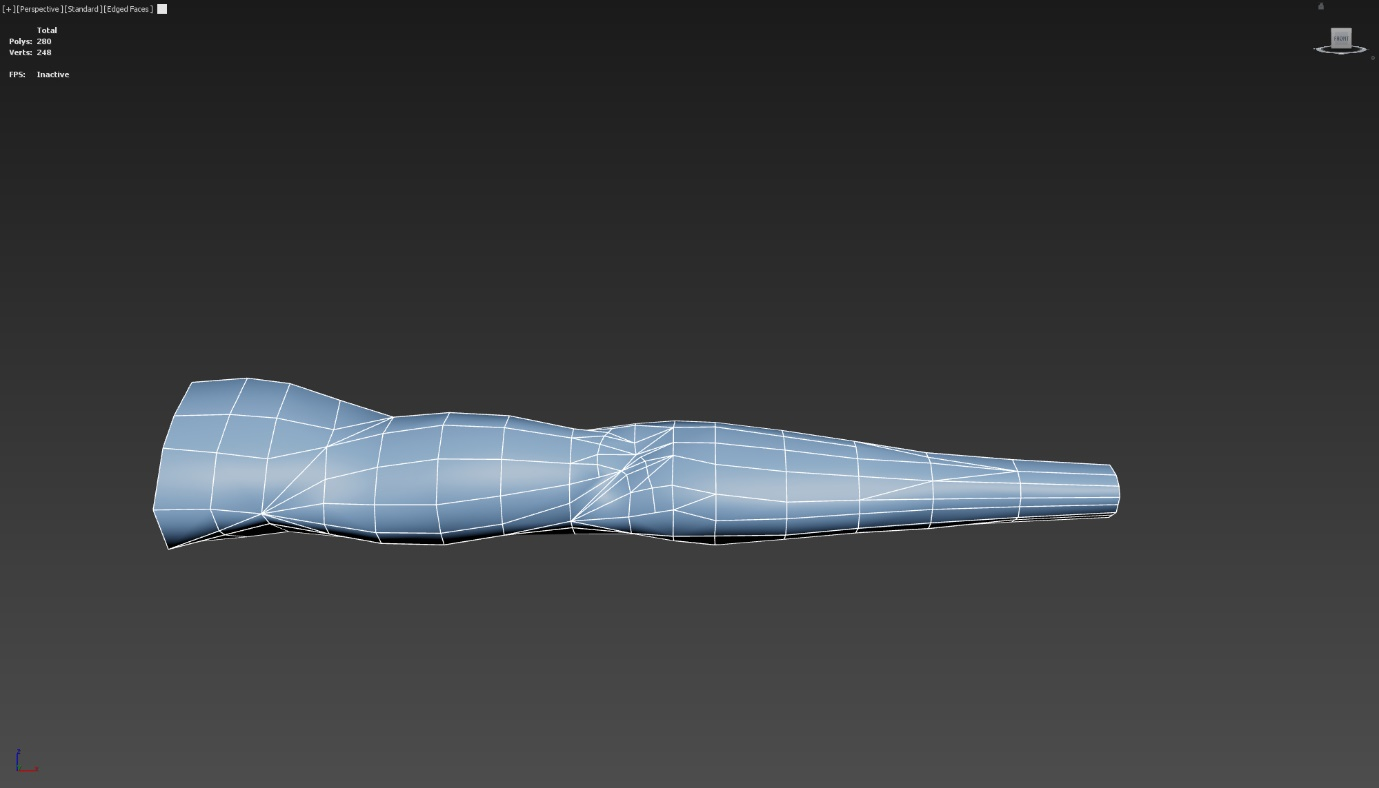 [+][Perspective ][Standard ][Edged Faces ]
Total
Polys: 280
Verts: 248
FPS: Inactive
z
x